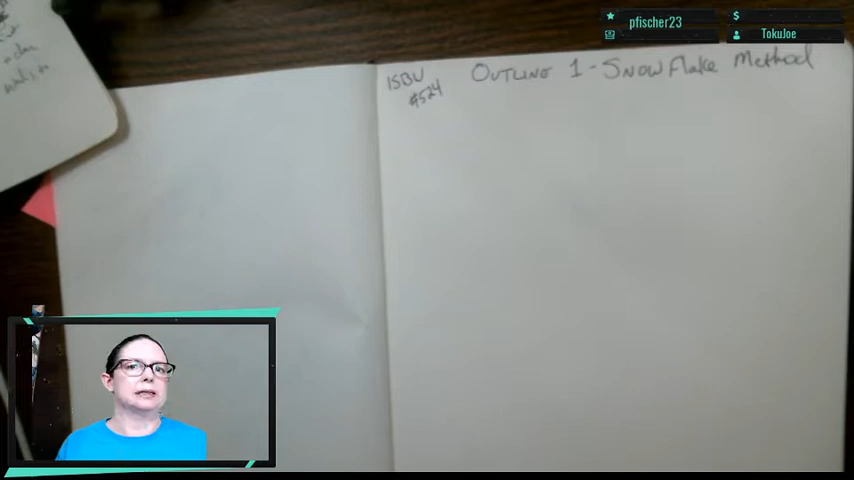 pfischer23
$
TokuJoe
ISBU
#524
OUTLINE 1 - SNOWFlake Method